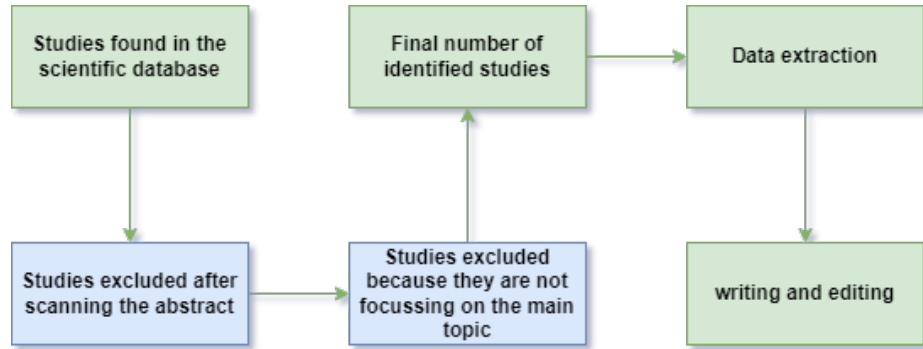 Studies found in the
scientific database
Final number of
identified studies
Data extraction
Studies excluded after
scanning the abstract
Studies excluded
because they are not
focussing on the main
topic
writing and editing